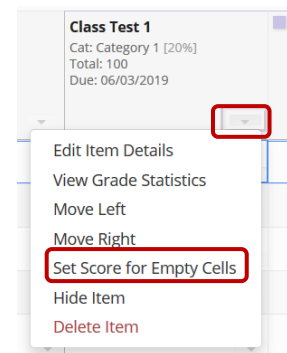 Class Test 1
Cat: Category 1 [20%]
Total: 100
Due: 06/03/2019
Edit Item Details
View Grade Statistics
Move Left
Move Right
Set Score for Empty Cells
Hide Item
Delete Item